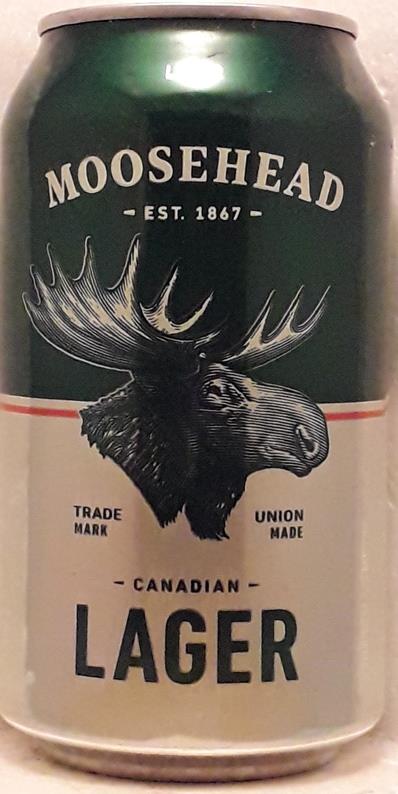 MOOSEHEAD
- EST. 1867 -
TRADE MARK
UNION MADE
- CANADIAN -
LAGER